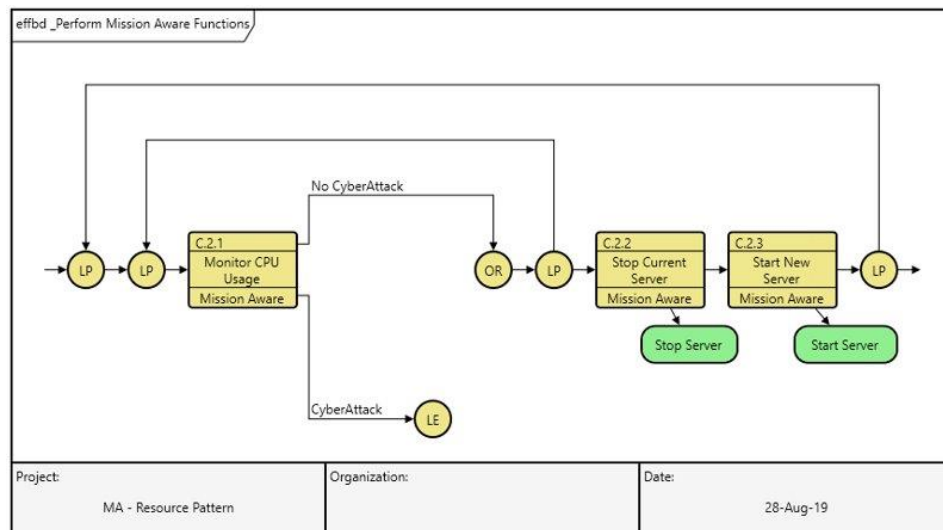 effbd _Perform Mission Aware Functions
No CyberAttack
LP
LP
C.2.1
Monitor CPU
Usage
Mission Aware
OR
LP
C.2.2
Stop Current
Server
Mission Aware
C.2.3
Start New
Server
Mission Aware
LP
Stop Server
Start Server
CyberAttack
LE
Project:
MA - Resource Pattern
Organization:
Date:
28-Aug-19